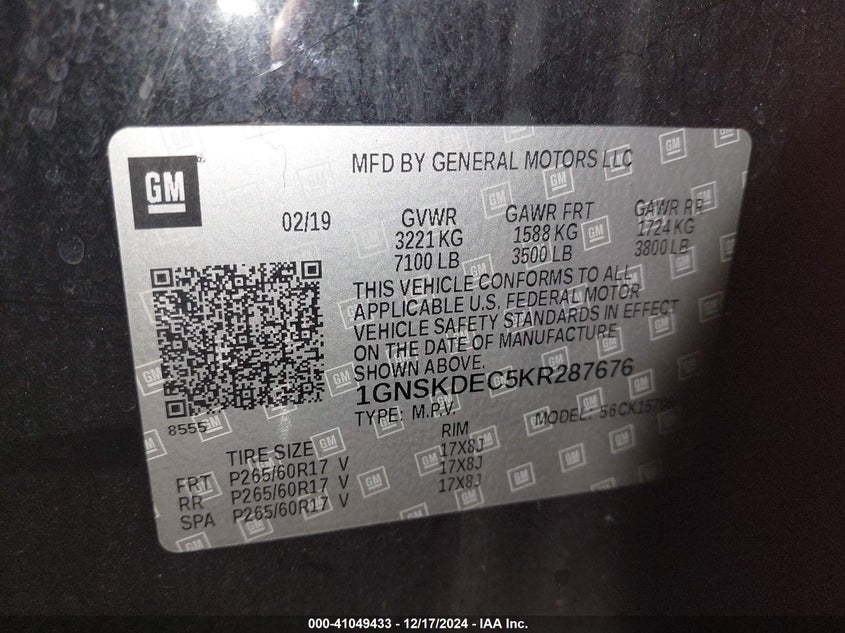 GM
MFD BY GENERAL MOTORS LLC
02/19
GVWR GAWR FRT GAWR RR
3221 KG 1588 KG 1724 KG
7100 LB 3500 LB 3800 LB
THIS VEHICLE CONFORMS TO ALL
APPLICABLE U.S. FEDERAL MOTOR
VEHICLE SAFETY STANDARDS IN EFFECT
ON THE DATE OF MANUFACTURE
SHOWN ABOVE.
1GNSKDEC5KR287676
8555
TYPE: M.P.V. MODEL:
TIRE SIZE RIM
FRT P265/60R17 V 17X8J
RR P265/60R17 V 17X8J
SPA P265/60R17 V 17X8J
000-41049433 - 12/17/2024 - IAA Inc.